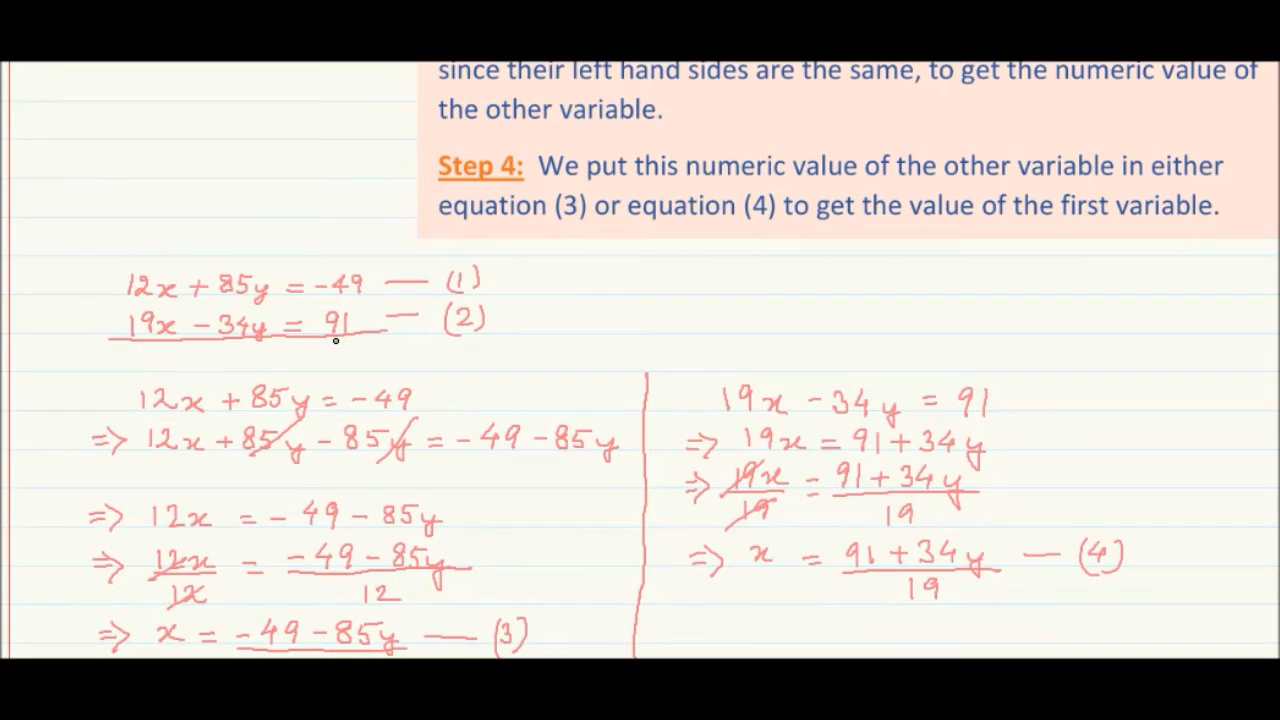 since their left hand sides are the same, to get the numeric value of
the other variable.
Step 4: We put this numeric value of the other variable in either
equation (3) or equation (4) to get the value of the first variable.
12x + 85y = -49 — (1)
19x - 34y = 91 — (2)
12x + 85y = -49
=> 12x + 85y - 85y = -49 - 85y
=> 12x = -49 - 85y
=> 12x/12 = -49 - 85y/12
=> x = -49 - 85y — (3)
19x - 34y = 91
=> 19x = 91 + 34y
=> 19x/19 = 91 + 34y/19
=> x = 91 + 34y/19 — (4)